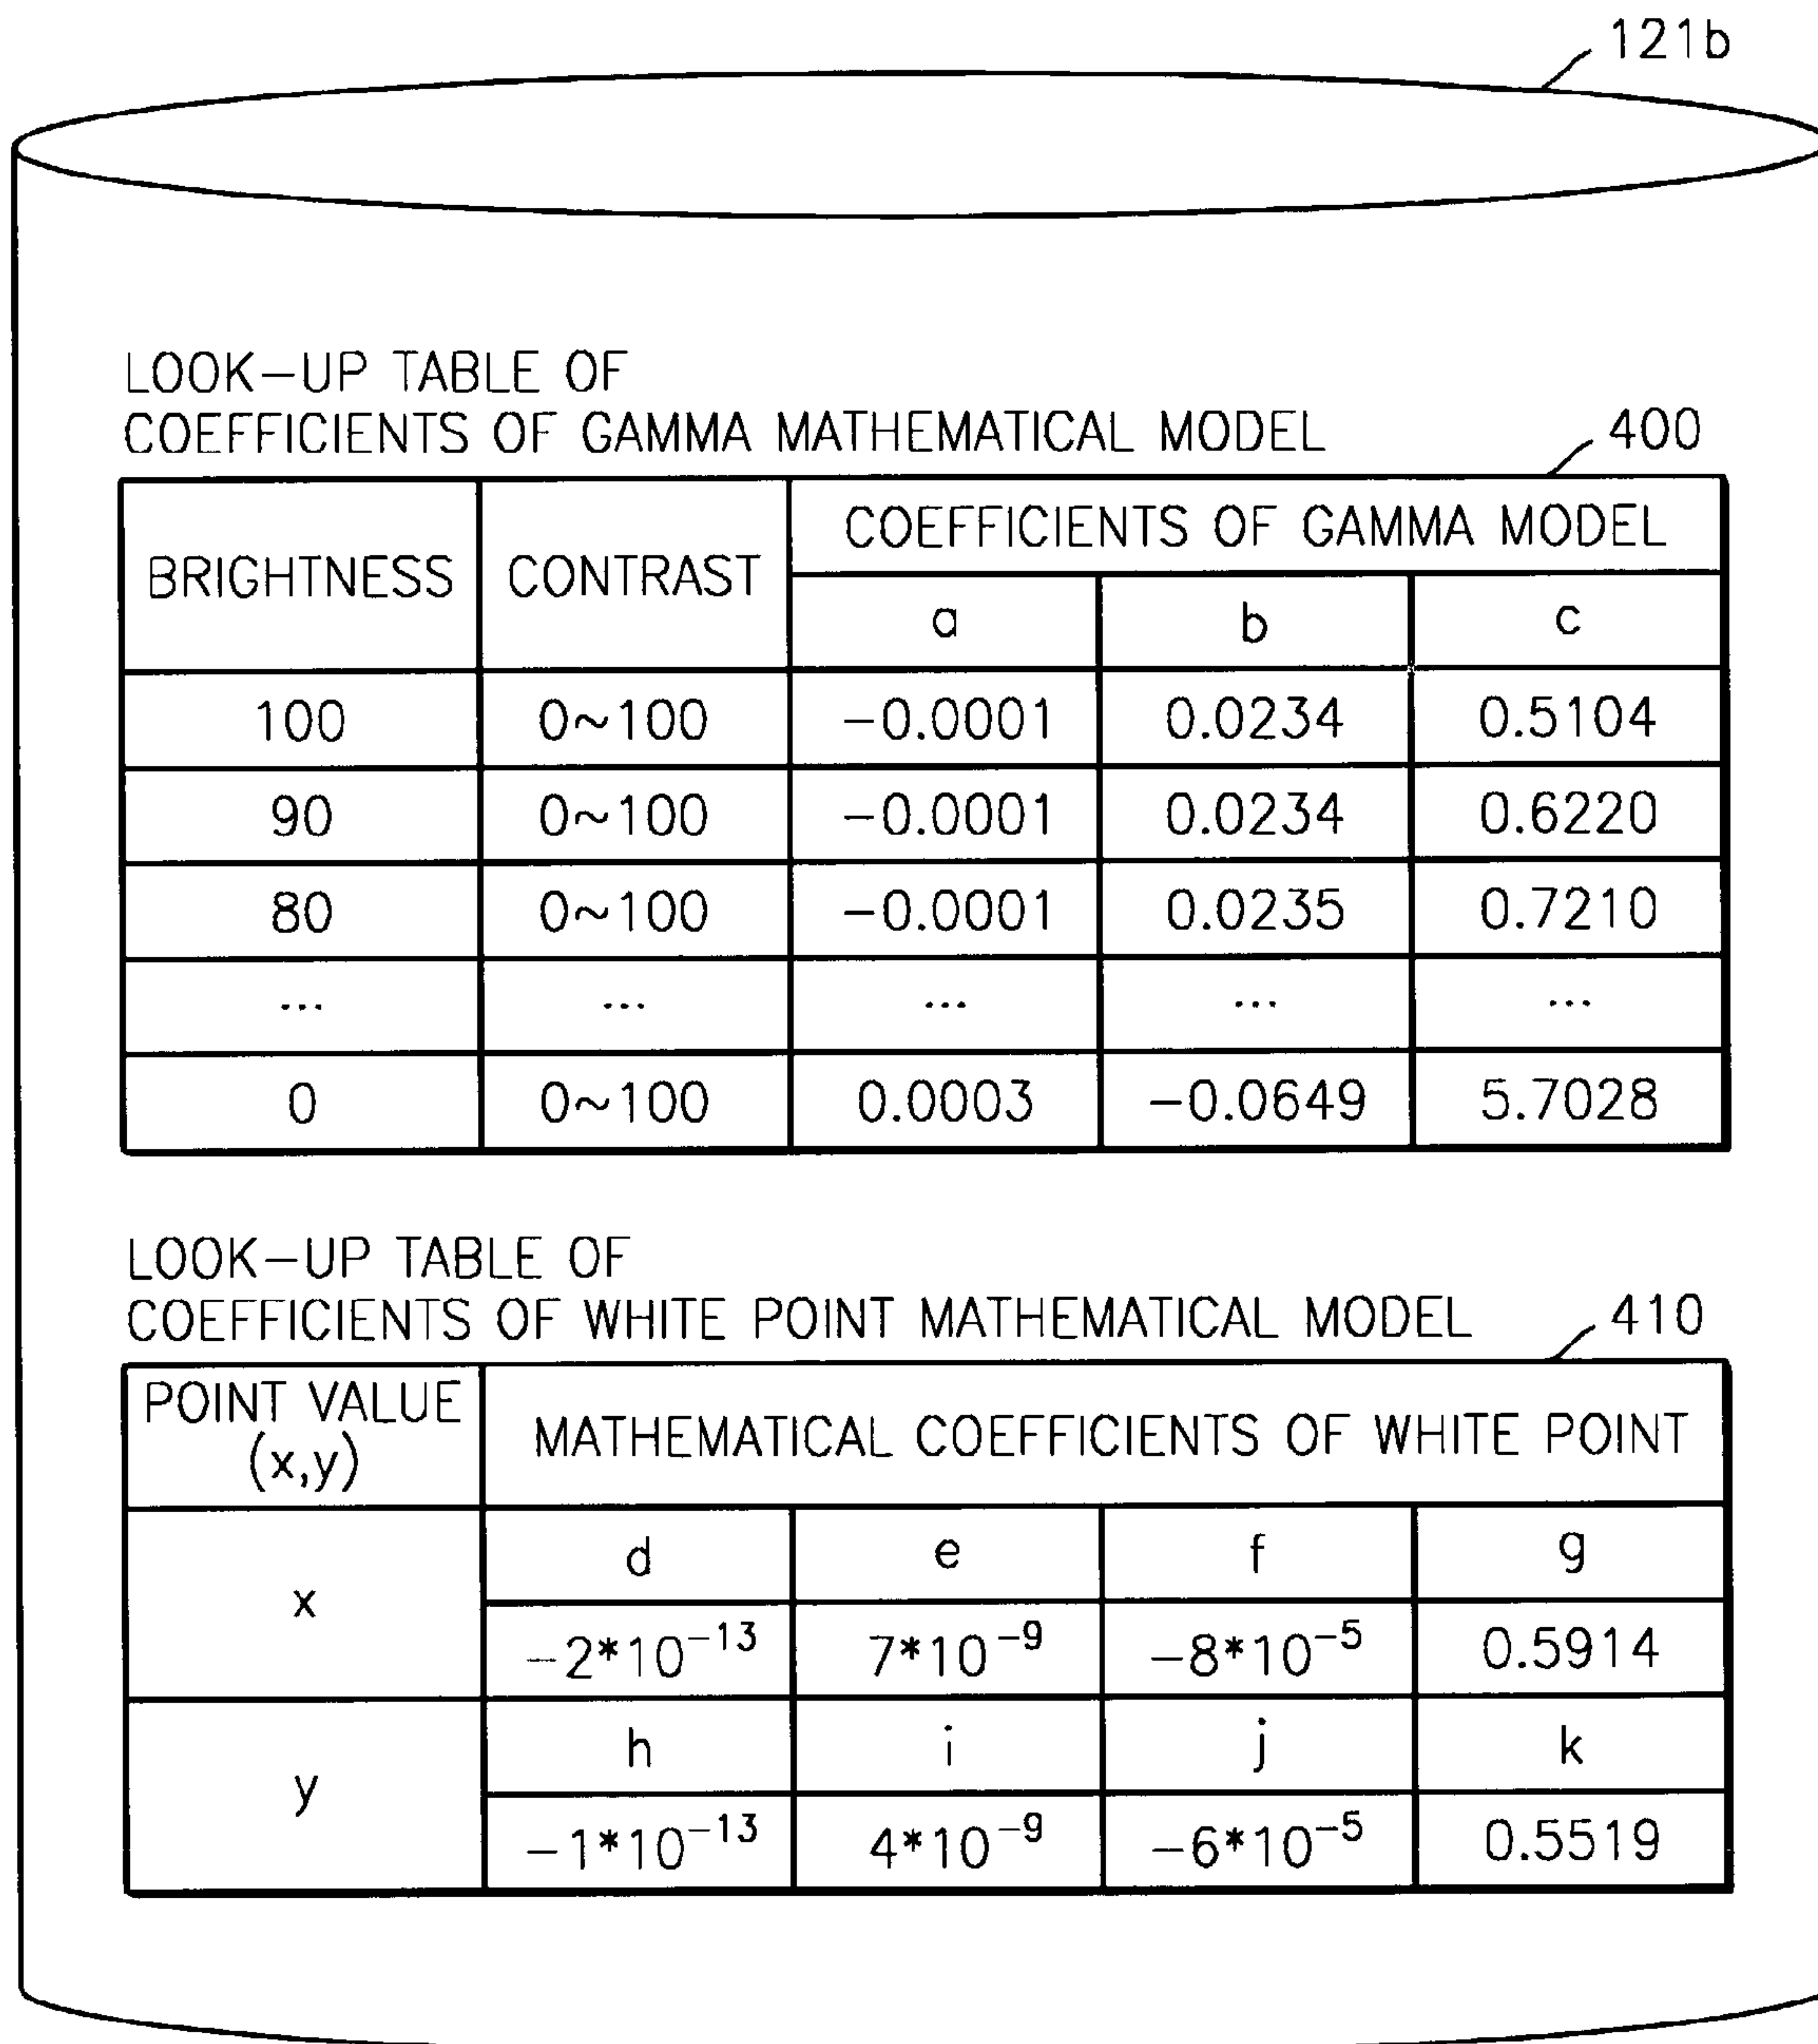 121b
LOOK-UP TABLE OF
COEFFICIENTS OF GAMMA MATHEMATICAL MODEL
400
BRIGHTNESS CONTRAST COEFFICIENTS OF GAMMA MODEL
a b c
100 0~100 -0.0001 0.0234 0.5104
90 0~100 -0.0001 0.0234 0.6220
80 0~100 -0.0001 0.0235 0.7210
... ... ... ... ...
0 0~100 0.0003 -0.0649 5.7028
LOOK-UP TABLE OF
COEFFICIENTS OF WHITE POINT MATHEMATICAL MODEL
410
POINT VALUE
(x,y)
MATHEMATICAL COEFFICIENTS OF WHITE POINT
x
d e f g
-2*10⁻¹³ 7*10⁻⁹ -8*10⁻⁵ 0.5914
y
h i j k
-1*10⁻¹³ 4*10⁻⁹ -6*10⁻⁵ 0.5519